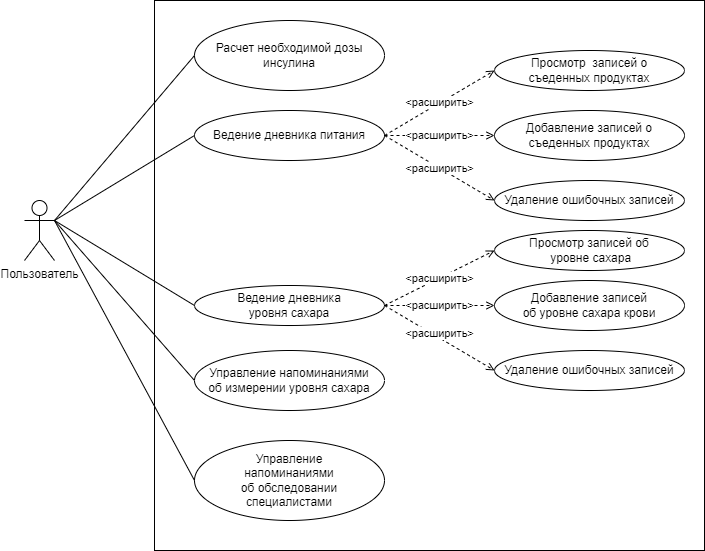 Расчет необходимой дозы
инсулина
Просмотр записей о
съеденных продуктах
<расширить>
Ведение дневника питания
<расширить>
Добавление записей о
съеденных продуктах
<расширить>
Удаление ошибочных записей
Пользователь
Просмотр записей об
уровне сахара
<расширить>
Ведение дневника
уровня сахара
<расширить>
Добавление записей
об уровне сахара крови
<расширить>
Удаление ошибочных записей
Управление напоминаниями
об измерении уровня сахара
Управление
напоминаниями
об обследовании
специалистами